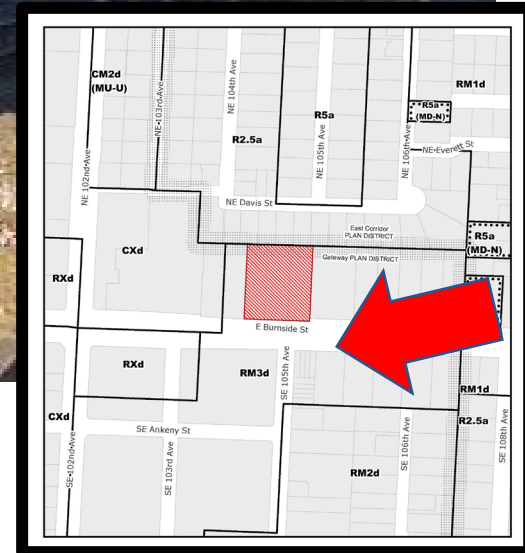 CM2d
(MU-U)
NE 103rd Ave
NE 104th Ave
NE 105th Ave
NE 106th Ave
RM1d
R5a
(MD-N)
R5a
R2.5a
NE Everett St
NE 102nd Ave
NE Davis St
East Corridor
PLAN DISTRICT
R5a
(MD-N)
CXd
Gateway PLAN DISTRICT
RXd
E Burnside St
RXd
RM3d
SE 105th Ave
RM1d
CXd
R2.5a
SE Ankeny St
SE 102nd Ave
SE 103rd Ave
RM2d
SE 106th Ave
SE 108th Ave